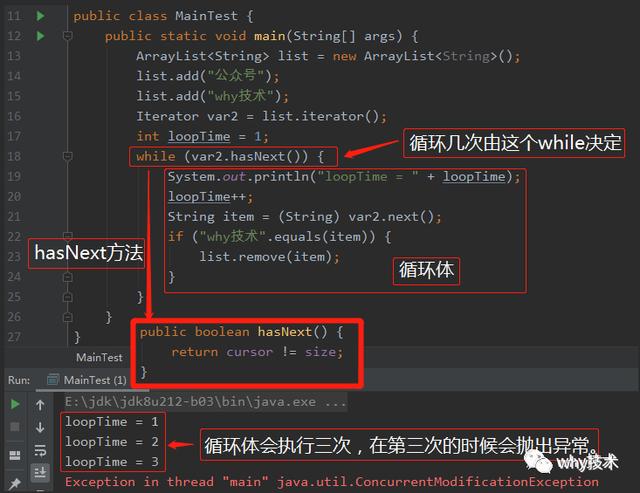 11 public class MainTest {
12 public static void main(String[] args) {
13 ArrayList<String> list = new ArrayList<String>();
14 list.add("公众号");
15 list.add("why技术");
16 Iterator var2 = list.iterator();
17 int loopTime = 1;
18 while (var2.hasNext()) {
循环几次由这个while决定
19 System.out.println("loopTime = " + loopTime);
20 loopTime++;
21 String item = (String) var2.next();
22 if ("why技术".equals(item)) {
hasNext方法
23 list.remove(item);
循环体
24 }
25 }
26 }
27 }
public boolean hasNext() {
return cursor != size;
}
MainTest
Run: MainTest (1)
E:\jdk\jdk8u212-b03\bin\java.exe ...
loopTime = 1
loopTime = 2
loopTime = 3
循环体会执行三次，在第三次的时候会抛出异常。
why技术
Exception in thread "main" java.util.ConcurrentModificationException